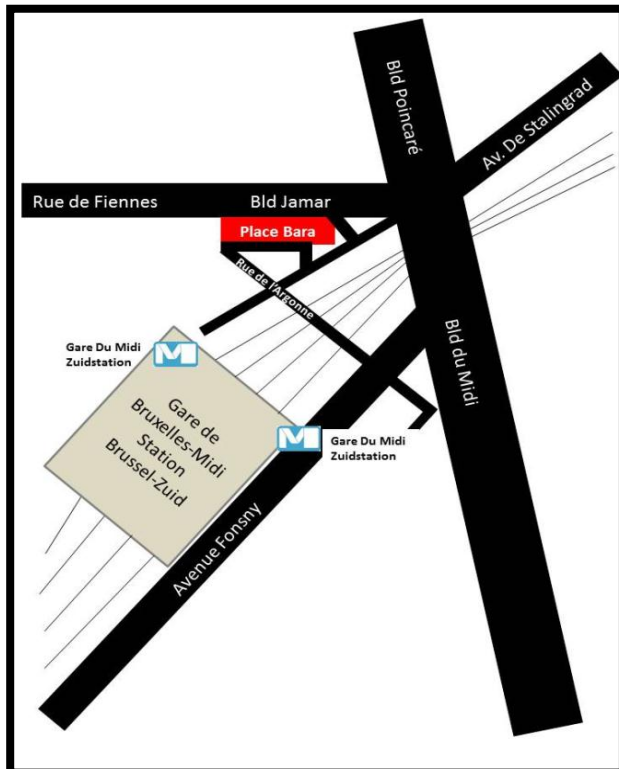 Bld Poincaré
Av. De Stalingrad
Rue de Fiennes
Bld Jamar
Place Bara
Rue de l'Argonne
Gare Du Midi
Zuidstation
M
Gare de
Bruxelles-Midi
Station
Brussel-Zuid
Bld du Midi
M
Gare Du Midi
Zuidstation
Avenue Fonsny